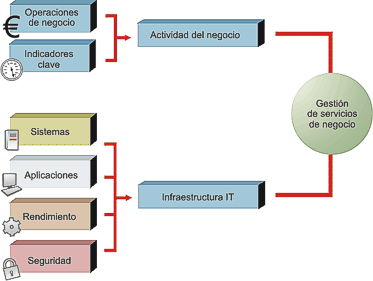 Operaciones
de negocio
Indicadores
clave
Actividad del negocio
Gestión
de servicios
de negocio
Sistemas
Aplicaciones
Rendimiento
Seguridad
Infraestructura IT